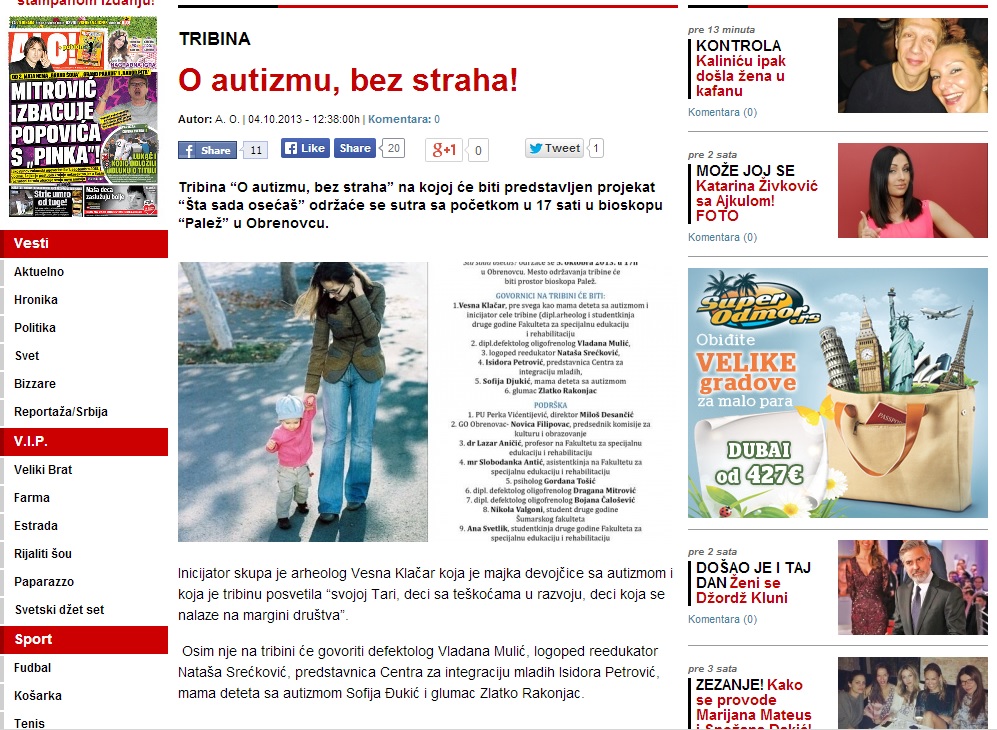 štampanom izdanju!
ALO!
NAGRADNA IGRA
MITROVIĆ
IZBACUJE
POPOVIĆA
S „PINKA”!
Stric umro
od tuge!
Naša deca
zaslužuju bolje
Vesti
Aktuelno
Hronika
Politika
Svet
Bizzare
Reportaža/Srbija
V.I.P.
Veliki Brat
Farma
Estrada
Rijaliti šou
Paparazzo
Svetski džet set
Sport
Fudbal
Košarka
Tenis
TRIBINA
O autizmu, bez straha!
Autor: A. O. | 04.10.2013 - 12:38:00h | Komentara: 0
Share 11
Like Share 20
g+1 0
Tweet 1
Tribina “O autizmu, bez straha” na kojoj će biti predstavljen projekat
“Šta sada osećaš” održaće se sutra sa početkom u 17 sati u bioskopu
“Palež” u Obrenovcu.
u Obrenovcu. Mesto održavanja tribine će
biti prostor bioskopa Palež.
GOVORNICI NA TRIBINI ĆE BITI:
1.Vesna Klačar, pre svega kao mama deteta sa autizmom i
inicijator cele tribine (dipl.arheolog i studentkinja
druge godine Fakulteta za specijalnu edukaciju
i rehabilitaciju
2. dipl.defektolog oligofrenolog Vladana Mulić,
3. logoped reedukator Nataša Srećković,
4. Isidora Petrović, predstavnica Centra za
integraciju mladih,
5. Sofija Djukić, mama deteta sa autizmom
6. glumac Zlatko Rakonjac
PODRŠKA
1. PU Perka Vićentijević, direktor Miloš Desančić
2. GO Obrenovac- Novica Filipovac, predsednik komisije za
kulturu i obrazovanje
3. dr Lazar Aničić, profesor na Fakultetu za specijalnu
edukaciju i rehabilitaciju
4. mr Slobodanka Antić, asistentkinja na Fakultetu za
specijalnu edukaciju i rehabilitaciju
5. psiholog Gordana Tošić
6. dipl. defektolog oligofrenolog Dragana Mitrović
7. dipl. defektolog oligofrenolog Bojana Ćalošević
8. Nikola Valgoni, student druge godine
Šumarskog fakulteta
9. Ana Svetlik, studentkinja druge godine Fakulteta za
specijalnu edukaciju i rehabilitaciju
Inicijator skupa je arheolog Vesna Klačar koja je majka devojčice sa autizmom i
koja je tribinu posvetila “svojoj Tari, deci sa teškoćama u razvoju, deci koja se
nalaze na margini društva”.
Osim nje na tribini će govoriti defektolog Vladana Mulić, logoped reedukator
Nataša Srećković, predstavnica Centra za integraciju mladih Isidora Petrović,
mama deteta sa autizmom Sofija Đukić i glumac Zlatko Rakonjac.
pre 13 minuta
KONTROLA
Kaliniću ipak
došla žena u
kafanu
Komentara (0)
pre 2 sata
MOŽE JOJ SE
Katarina Živković
sa Ajkulom!
FOTO
Komentara (0)
Super
Odmor.rs
Obiđite
VELIKE
gradove
za malo para
PASSPORT
DUBAI
od 427€
pre 2 sata
DOŠAO JE I TAJ
DAN Ženi se
Džordž Kluni
Komentara (0)
pre 3 sata
ZEZANJE! Kako
se provode
Marijana Mateus
i Snežana Dakić!